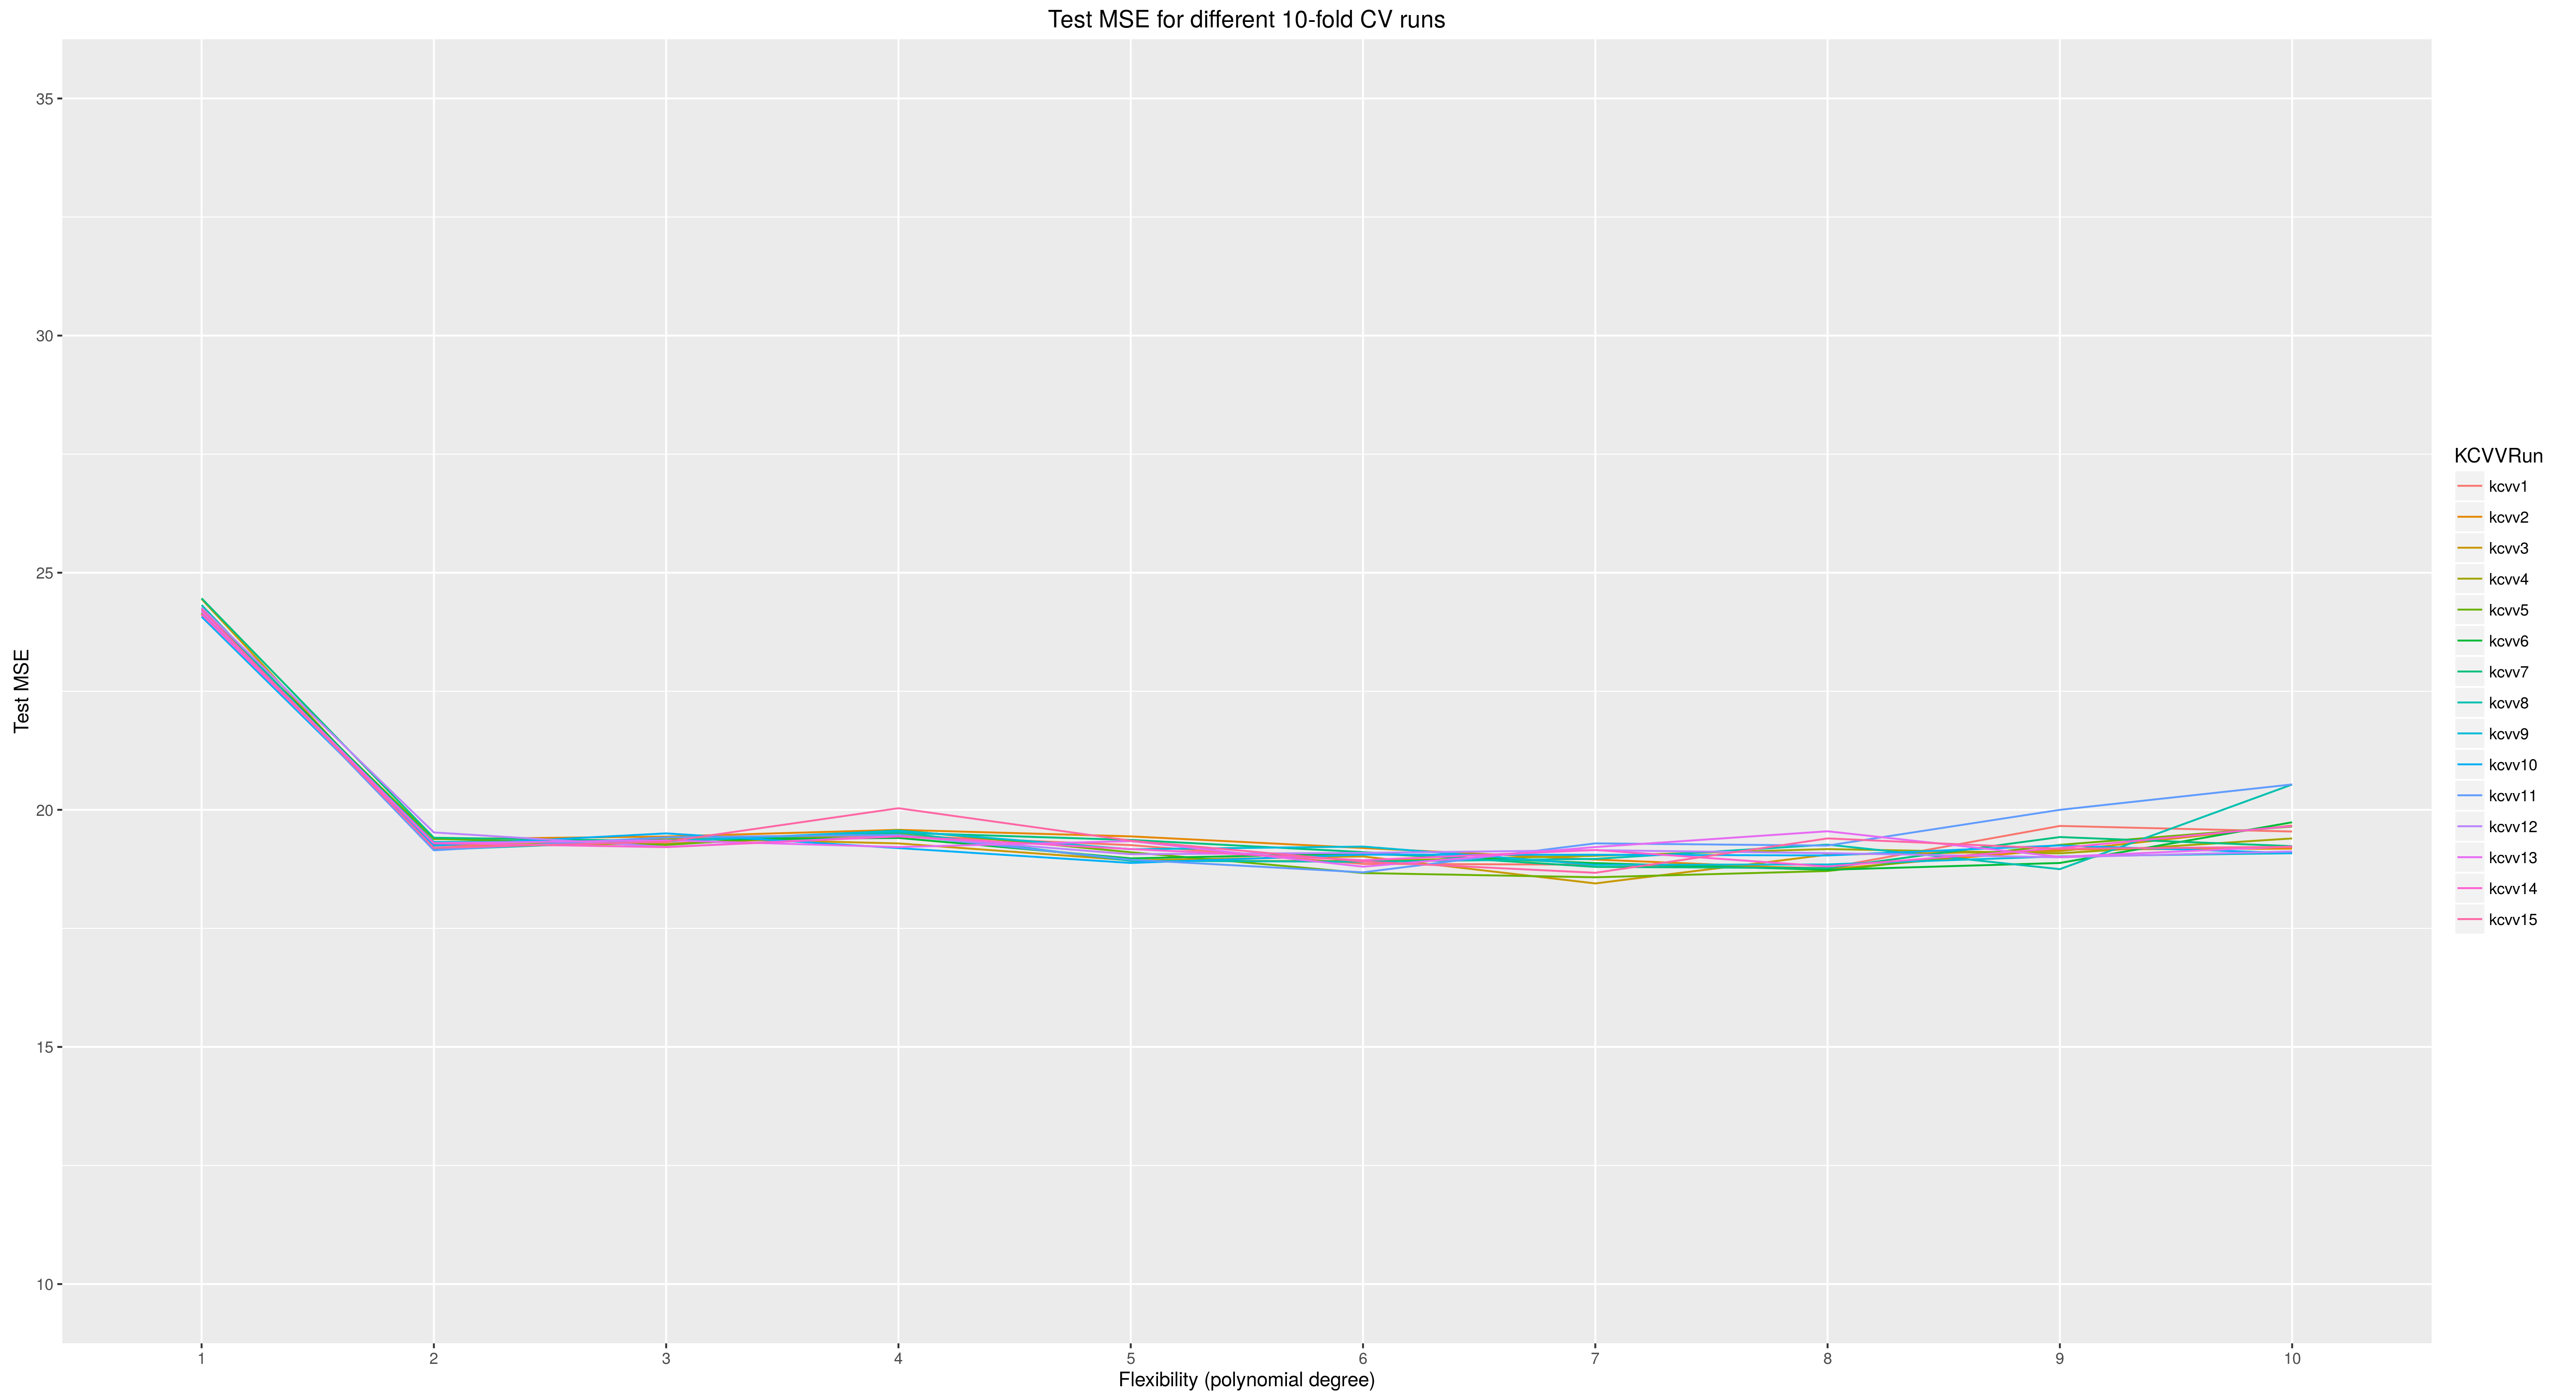 Test MSE for different 10-fold CV runs
35
30
25
20
15
10
Test MSE
1 2 3 4 5 6 7 8 9 10
Flexibility (polynomial degree)
KCVVRun
kcvv1
kcvv2
kcvv3
kcvv4
kcvv5
kcvv6
kcvv7
kcvv8
kcvv9
kcvv10
kcvv11
kcvv12
kcvv13
kcvv14
kcvv15